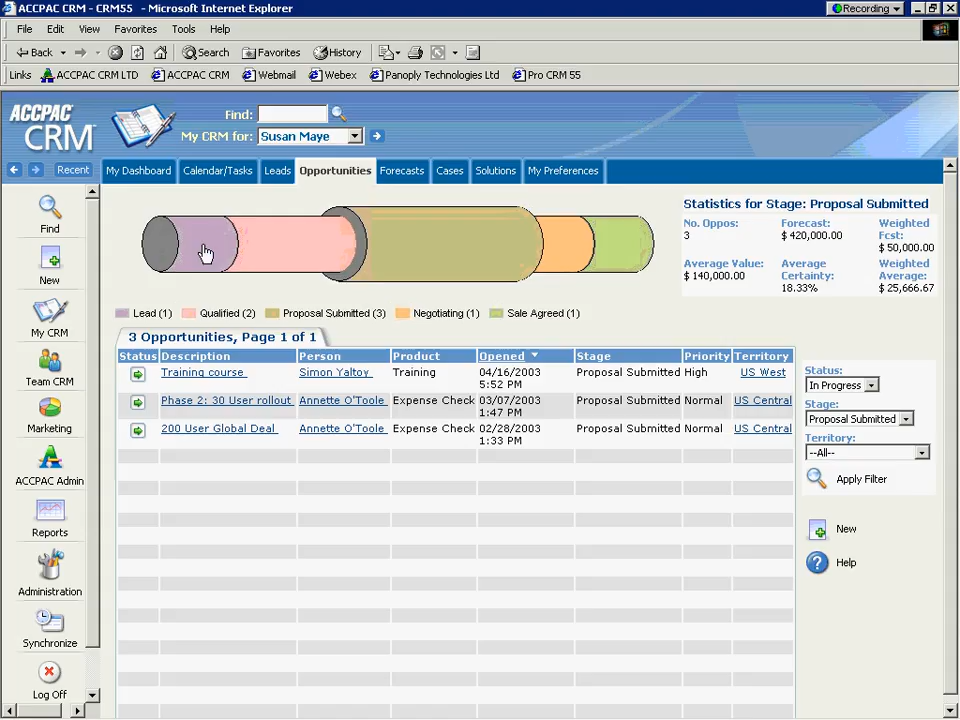 ACCPAC CRM - CRM55 - Microsoft Internet Explorer
Recording
File Edit View Favorites Tools Help
Back Search Favorites History
Links ACCPAC CRM LTD ACCPAC CRM Webmail Webex Panoply Technologies Ltd Pro CRM 55
ACCPAC CRM
Find:
My CRM for: Susan Maye
Recent My Dashboard Calendar/Tasks Leads Opportunities Forecasts Cases Solutions My Preferences
Find
New
My CRM
Team CRM
Marketing
ACCPAC Admin
Reports
Administration
Synchronize
Log Off
Statistics for Stage: Proposal Submitted
No. Oppos: Forecast: Weighted Fcst:
3 $ 420,000.00 $ 50,000.00
Average Value: Average Certainty: Weighted Average:
$ 140,000.00 18.33% $ 25,666.67
Lead (1) Qualified (2) Proposal Submitted (3) Negotiating (1) Sale Agreed (1)
3 Opportunities, Page 1 of 1
Status Description Person Product Opened Stage Priority Territory
Training course Simon Yaltoy Training 04/16/2003 5:52 PM Proposal Submitted High US West
Phase 2: 30 User rollout Annette O'Toole Expense Check 03/07/2003 1:47 PM Proposal Submitted Normal US Central
200 User Global Deal Annette O'Toole Expense Check 02/28/2003 1:33 PM Proposal Submitted Normal US Central
Status:
In Progress
Stage:
Proposal Submitted
Territory:
--All--
Apply Filter
New
Help